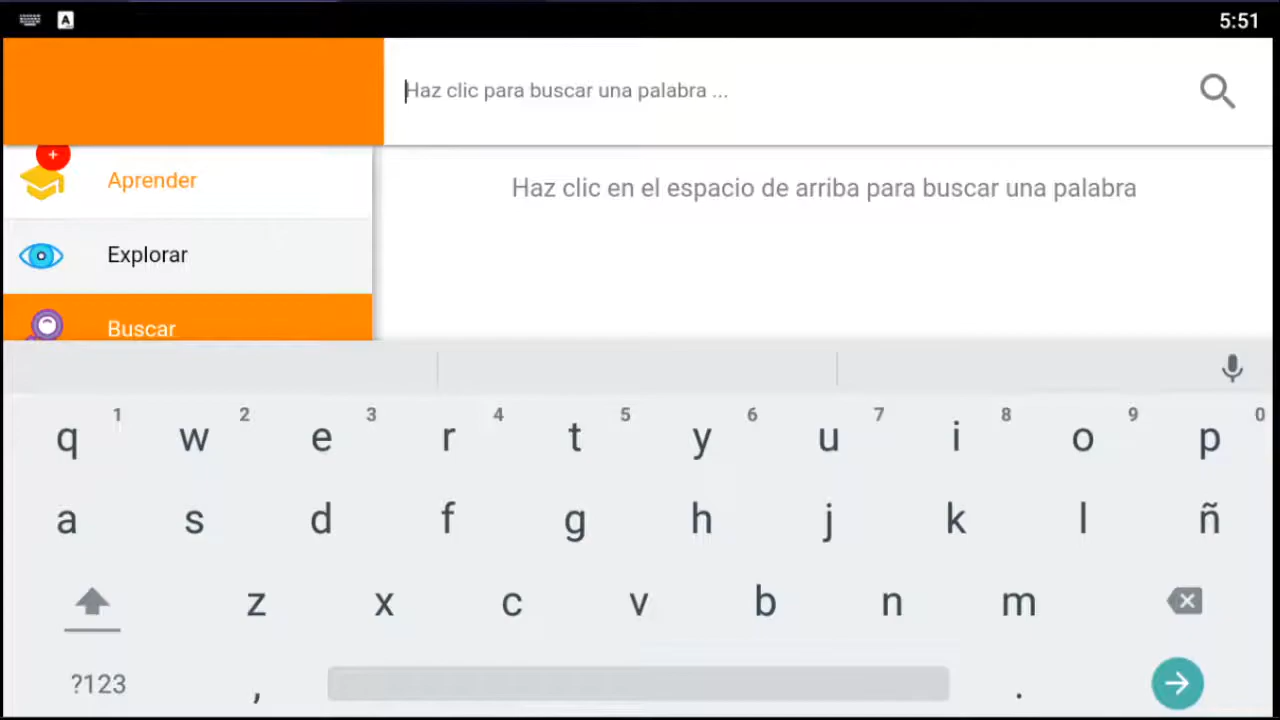 5:51
Haz clic para buscar una palabra ...
+
Aprender
Haz clic en el espacio de arriba para buscar una palabra
Explorar
Buscar
1 2 3 4 5 6 7 8 9 0
q w e r t y u i o p
a s d f g h j k l ñ
z x c v b n m
?123 , .